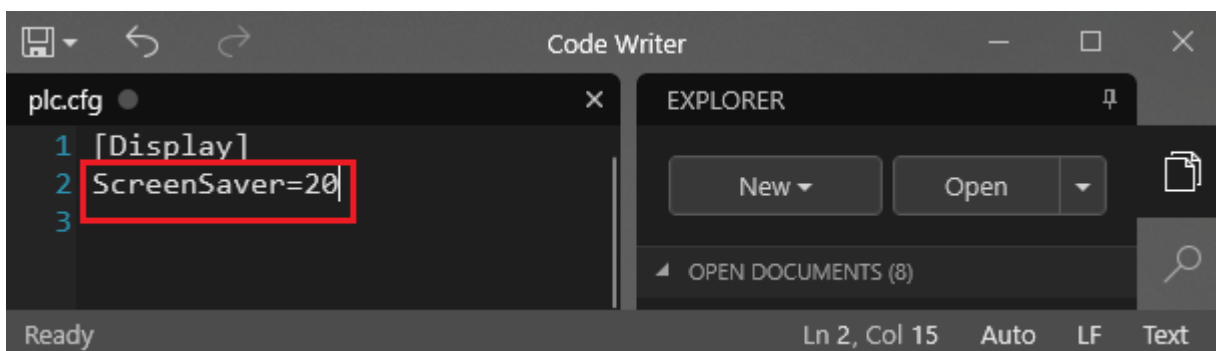 Code Writer
plc.cfg
1 [Display]
2 ScreenSaver=20
3
EXPLORER
New
Open
OPEN DOCUMENTS (8)
Ready
Ln 2, Col 15 Auto LF Text